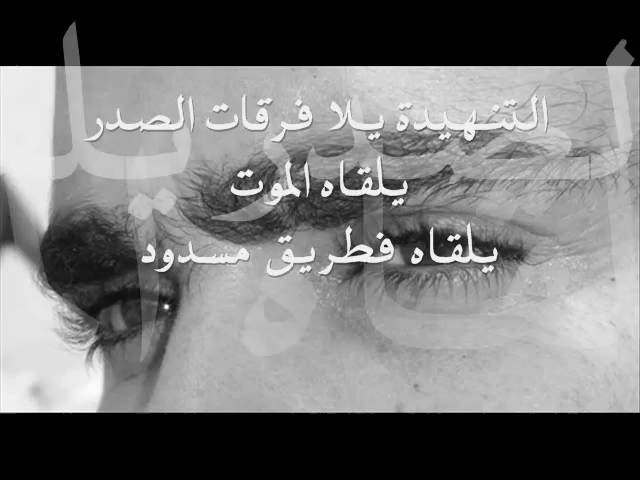 التنهيدة يلا فرقات الصدر
يلقاه الموت
يلقاه فطريق مسدود